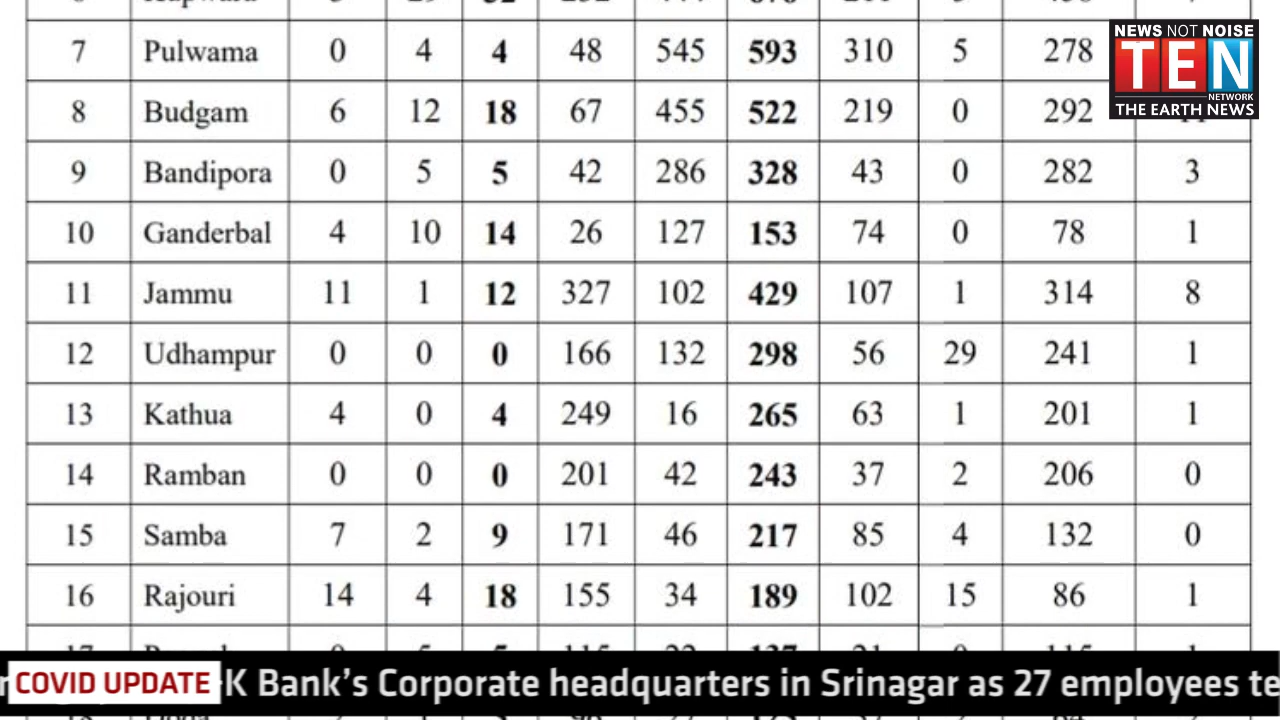 NEWS NOT NOISE
TEN
NETWORK
THE EARTH NEWS
7 Pulwama 0 4 4 48 545 593 310 5 278
8 Budgam 6 12 18 67 455 522 219 0 292
9 Bandipora 0 5 5 42 286 328 43 0 282 3
10 Ganderbal 4 10 14 26 127 153 74 0 78 1
11 Jammu 11 1 12 327 102 429 107 1 314 8
12 Udhampur 0 0 0 166 132 298 56 29 241 1
13 Kathua 4 0 4 249 16 265 63 1 201 1
14 Ramban 0 0 0 201 42 243 37 2 206 0
15 Samba 7 2 9 171 46 217 85 4 132 0
16 Rajouri 14 4 18 155 34 189 102 15 86 1
COVID UPDATE K Bank's Corporate headquarters in Srinagar as 27 employees te